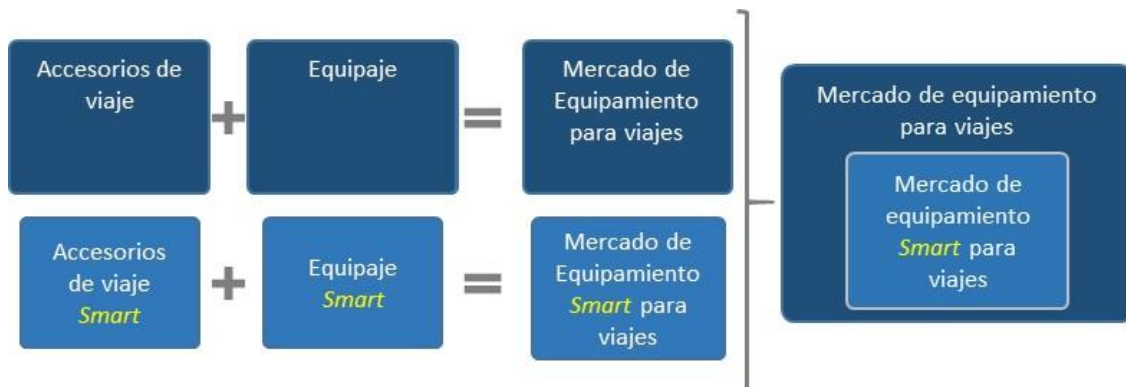 Accesorios de
viaje
+
Equipaje
=
Mercado de
Equipamiento
para viajes
Accesorios
de viaje
Smart
+
Equipaje
Smart
=
Mercado de
Equipamiento
Smart para
viajes
Mercado de equipamiento
para viajes
Mercado de
equipamiento
Smart para
viajes